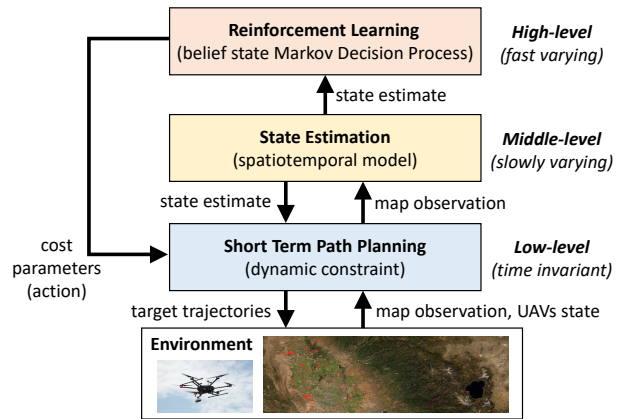 Reinforcement Learning
(belief state Markov Decision Process)
High-level
(fast varying)
state estimate
State Estimation
(spatiotemporal model)
Middle-level
(slowly varying)
state estimate
map observation
Short Term Path Planning
(dynamic constraint)
Low-level
(time invariant)
cost
parameters
(action)
target trajectories
map observation, UAVs state
Environment